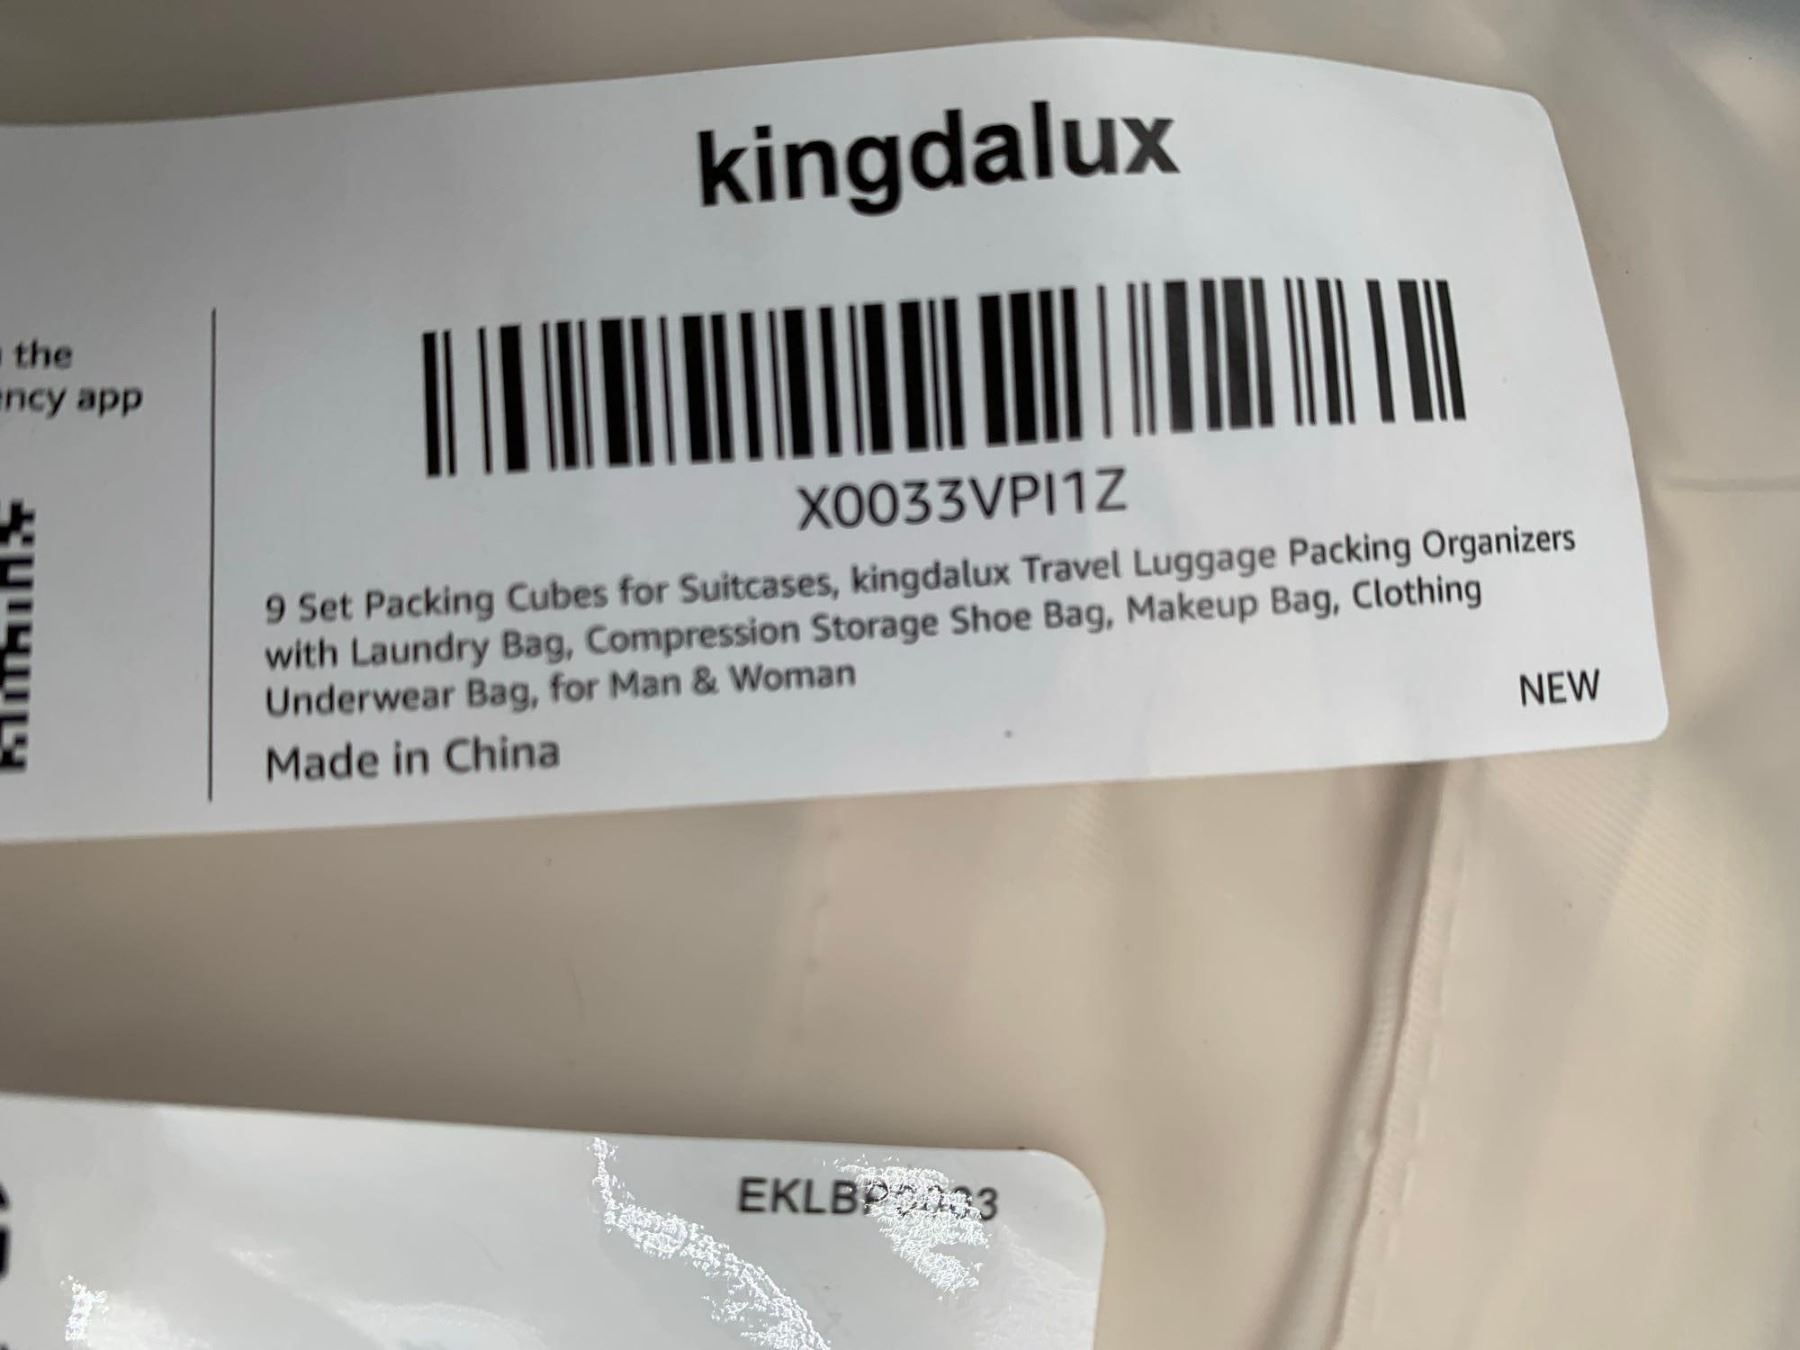 kingdalux
the
app
X0033VPI1Z
9 Set Packing Cubes for Suitcases, kingdalux Travel Luggage Packing Organizers
with Laundry Bag, Compression Storage Shoe Bag, Makeup Bag, Clothing
Underwear Bag, for Man & Woman
NEW
Made in China